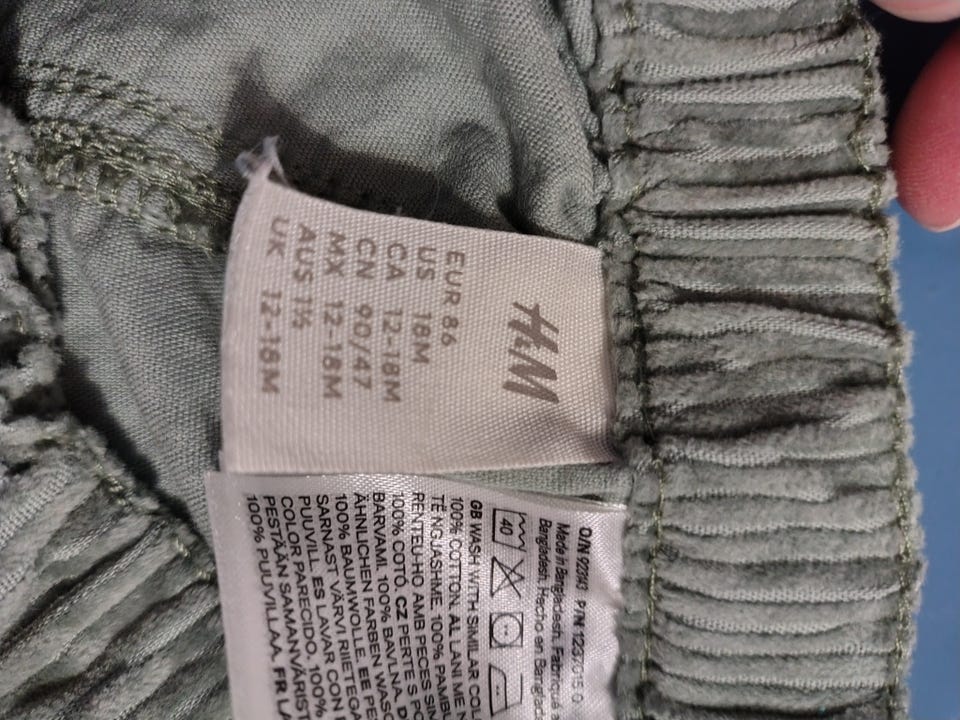 H&M
EUR 86
US 18M
CA 12-18M
CN 90/47
MX 12-18M
AUS 1½
UK 12-18M
Made in Bangladesh. Fabriqué a
Bangladesh. Hecho en Banglad
40
GB WASH WITH SIMILAR COL
100% COTTON. AL LANI ME N
TË NGJASHME. 100% PAMBU
RENTEU-HO AMB PECES SIM
100% COTÓ. CZ PERTE S PO
BARVAMI. 100% BAVLNA. D
ÄHNLICHEN FARBEN WASC
100% BAUMWOLLE. EE PE
SARNAST VÄRVI RIIETEGA
PUUVILL. ES LAVAR CON
COLOR PARECIDO. 100%
PESTÄÄN SAMANVÄRIST
100% PUUVILLAA. FR LA